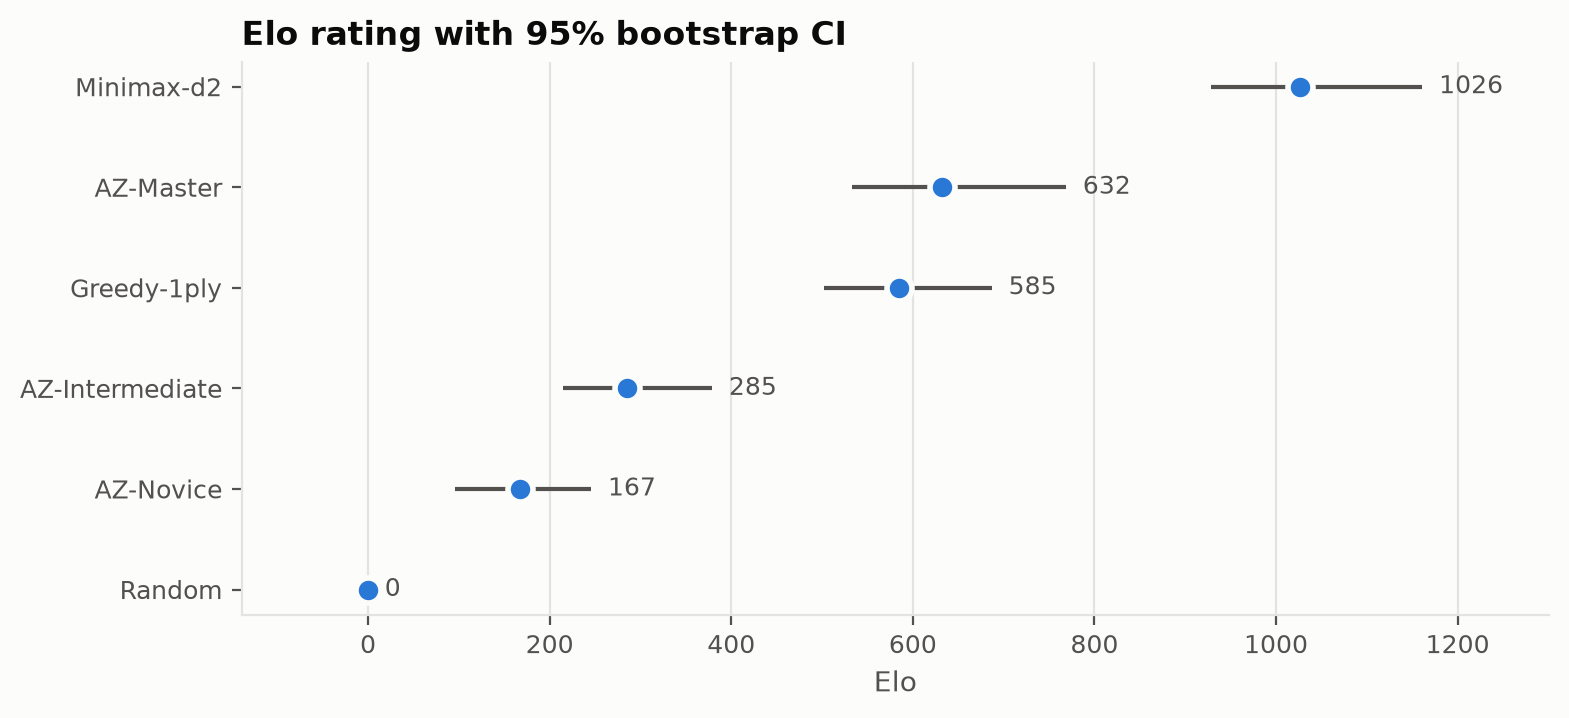 Elo rating with 95% bootstrap CI
Minimax-d2
1026
AZ-Master
632
Greedy-1ply
585
AZ-Intermediate
285
AZ-Novice
167
Random
0
0 200 400 600 800 1000 1200
Elo